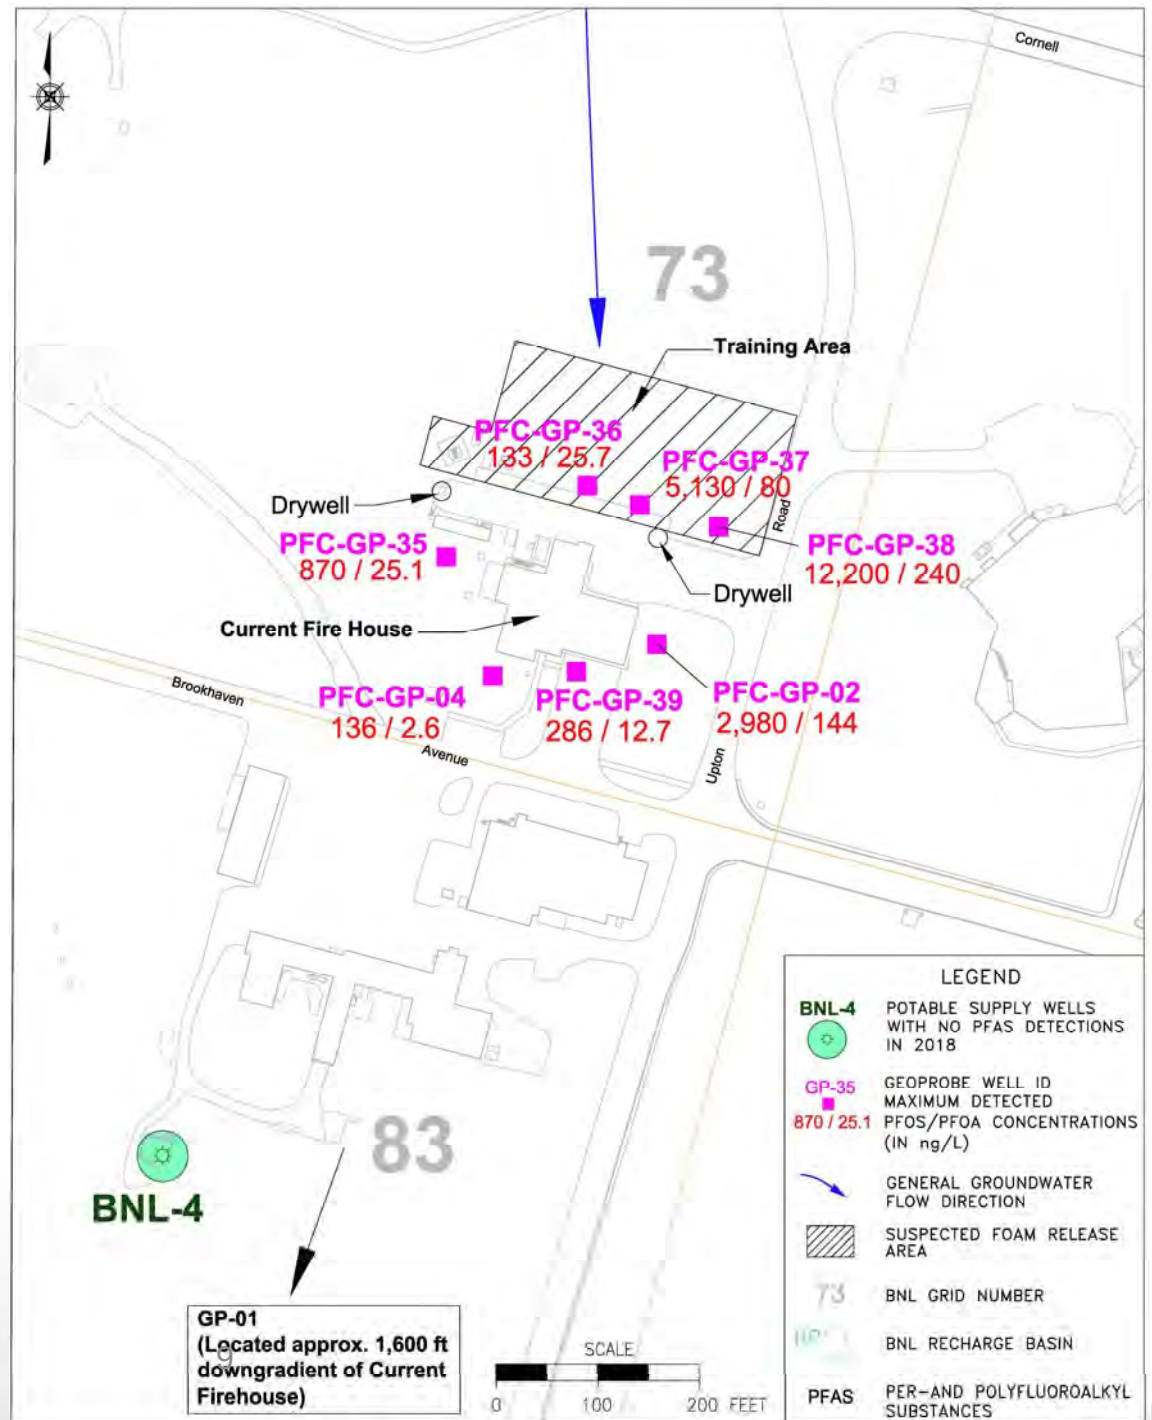 Cornell
73
Training Area
PFC-GP-36
133 / 25.7
PFC-GP-37
5,130 / 80
Drywell
Road
PFC-GP-35
870 / 25.1
PFC-GP-38
12,200 / 240
Drywell
Current Fire House
Brookhaven
PFC-GP-04
136 / 2.6
PFC-GP-39
286 / 12.7
PFC-GP-02
2,980 / 144
Avenue
Upton
83
BNL-4
GP-01
(Located approx. 1,600 ft
downgradient of Current
Firehouse)
9
SCALE
0 100 200 FEET
LEGEND
BNL-4
POTABLE SUPPLY WELLS
WITH NO PFAS DETECTIONS
IN 2018
GP-35
870 / 25.1
GEOPROBE WELL ID
MAXIMUM DETECTED
PFOS/PFOA CONCENTRATIONS
(IN ng/L)
GENERAL GROUNDWATER
FLOW DIRECTION
SUSPECTED FOAM RELEASE
AREA
73
BNL GRID NUMBER
BNL RECHARGE BASIN
PFAS
PER-AND POLYFLUOROALKYL
SUBSTANCES